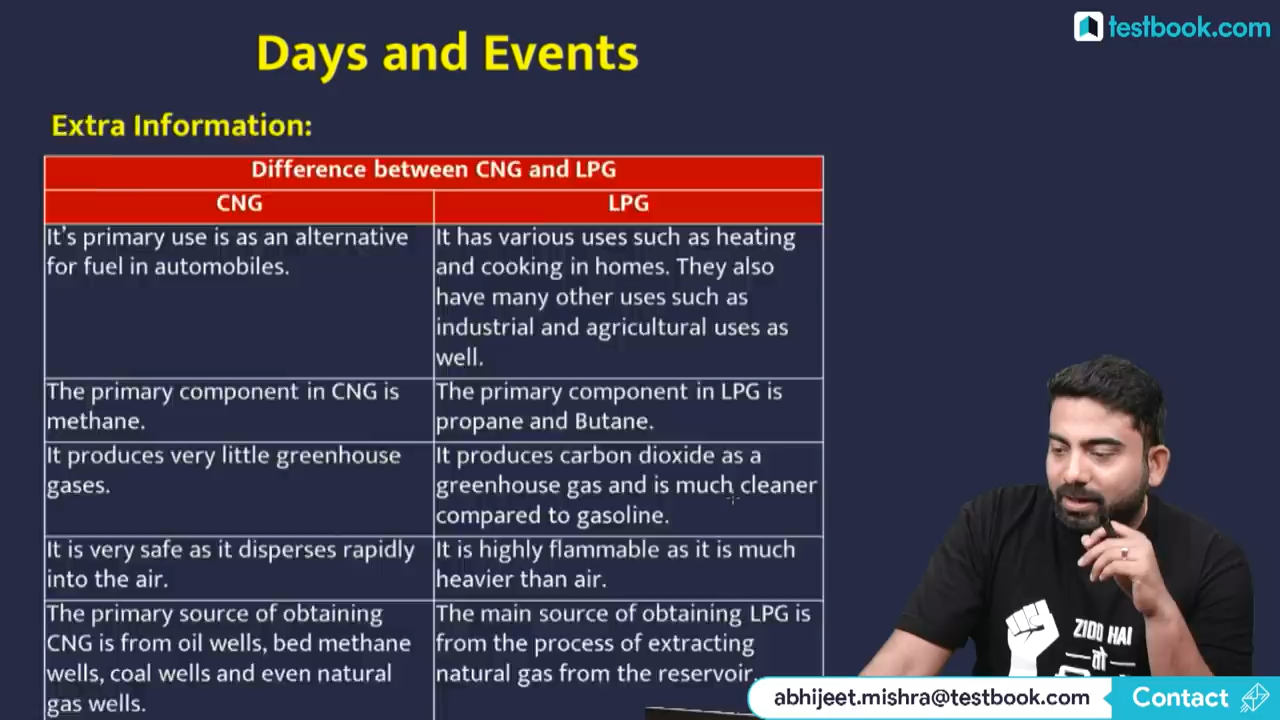 testbook.com
Days and Events
Extra Information:
Difference between CNG and LPG
CNG
LPG
It's primary use is as an alternative
for fuel in automobiles.
It has various uses such as heating
and cooking in homes. They also
have many other uses such as
industrial and agricultural uses as
well.
The primary component in CNG is
methane.
The primary component in LPG is
propane and Butane.
It produces very little greenhouse
gases.
It produces carbon dioxide as a
greenhouse gas and is much cleaner
compared to gasoline.
It is very safe as it disperses rapidly
into the air.
It is highly flammable as it is much
heavier than air.
The primary source of obtaining
CNG is from oil wells, bed methane
wells, coal wells and even natural
gas wells.
The main source of obtaining LPG is
from the process of extracting
natural gas from the reservoir.
ZIDD HAI
तो
abhijeet.mishra@testbook.com
Contact